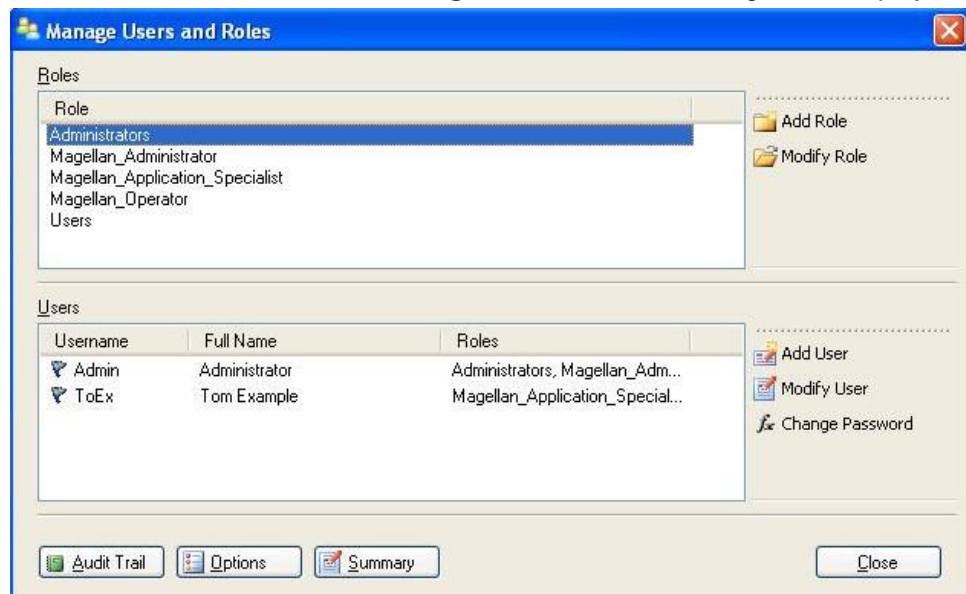 Manage Users and Roles
Roles
Role
Administrators
Magellan_Administrator
Magellan_Application_Specialist
Magellan_Operator
Users
Add Role
Modify Role
Users
Username Full Name Roles
Admin Administrator Administrators, Magellan_Adm...
ToEx Tom Example Magellan_Application_Special...
Add User
Modify User
Change Password
Audit Trail Options Summary Close